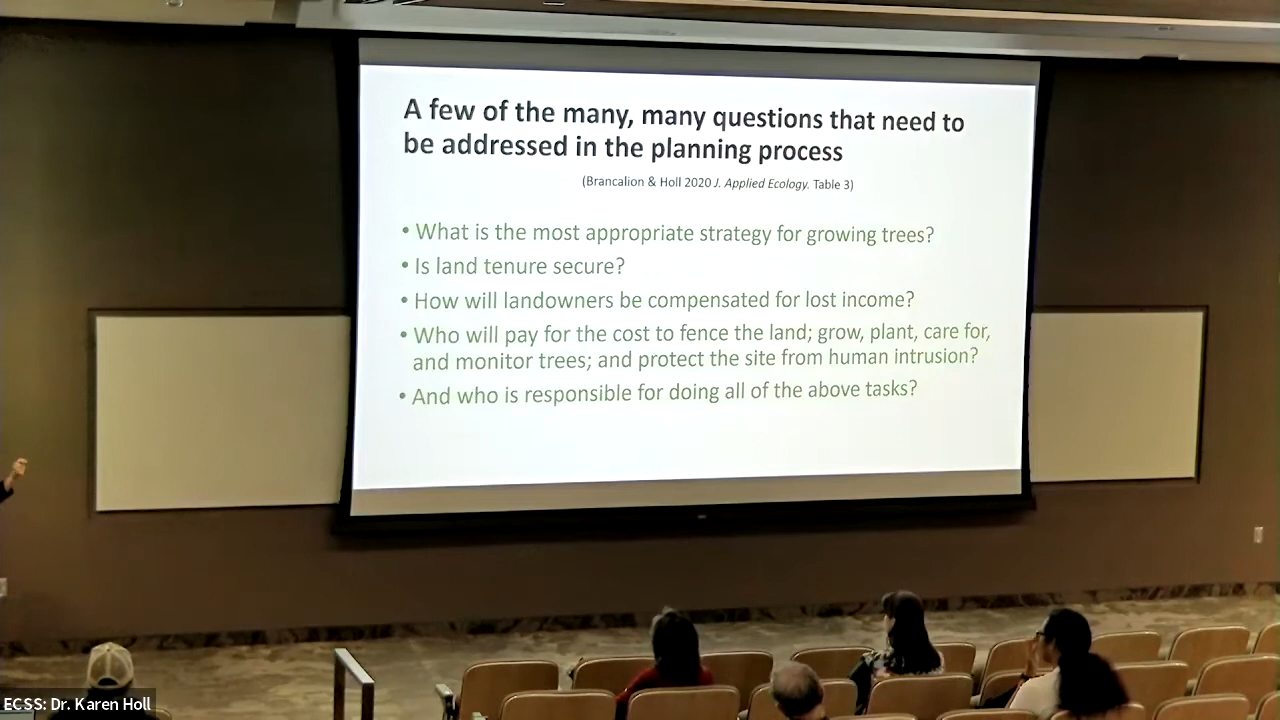 A few of the many, many questions that need to
be addressed in the planning process
(Brancalion & Holl 2020 J. Applied Ecology. Table 3)
• What is the most appropriate strategy for growing trees?
• Is land tenure secure?
• How will landowners be compensated for lost income?
• Who will pay for the cost to fence the land; grow, plant, care for,
and monitor trees; and protect the site from human intrusion?
• And who is responsible for doing all of the above tasks?
ECSS: Dr. Karen Holl